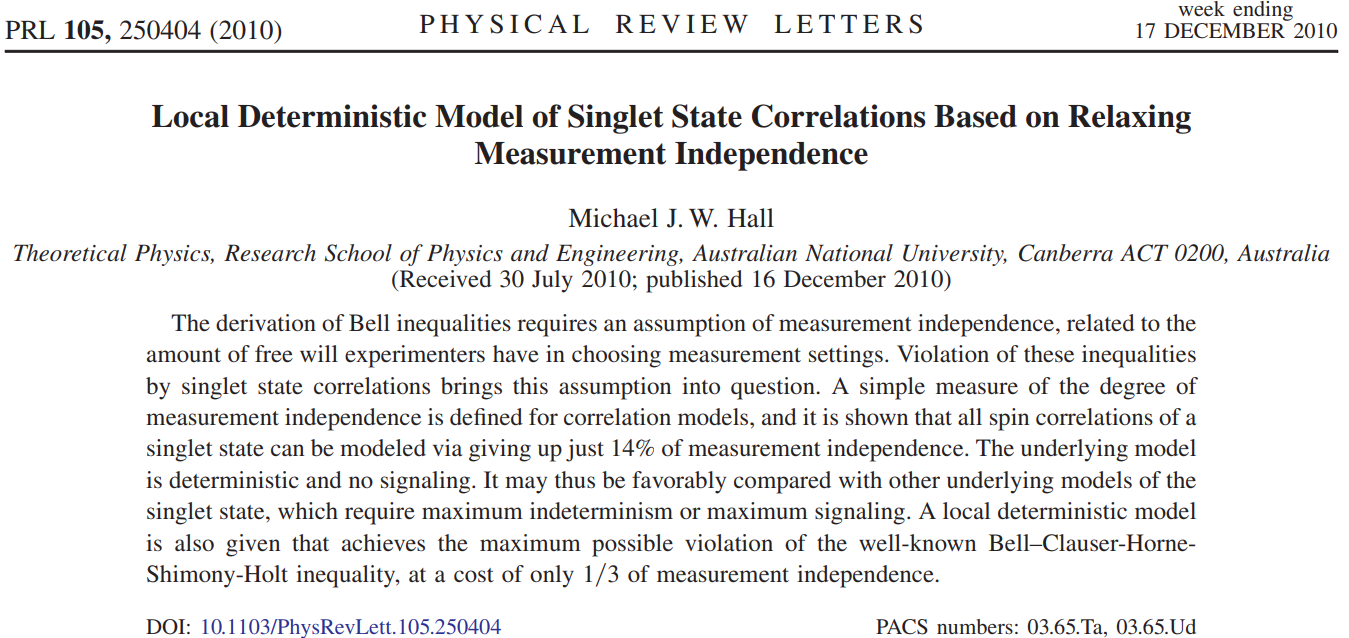 PRL 105, 250404 (2010)
PHYSICAL REVIEW LETTERS
week ending
17 DECEMBER 2010
Local Deterministic Model of Singlet State Correlations Based on Relaxing
Measurement Independence
Michael J. W. Hall
Theoretical Physics, Research School of Physics and Engineering, Australian National University, Canberra ACT 0200, Australia
(Received 30 July 2010; published 16 December 2010)
The derivation of Bell inequalities requires an assumption of measurement independence, related to the
amount of free will experimenters have in choosing measurement settings. Violation of these inequalities
by singlet state correlations brings this assumption into question. A simple measure of the degree of
measurement independence is defined for correlation models, and it is shown that all spin correlations of a
singlet state can be modeled via giving up just 14% of measurement independence. The underlying model
is deterministic and no signaling. It may thus be favorably compared with other underlying models of the
singlet state, which require maximum indeterminism or maximum signaling. A local deterministic model
is also given that achieves the maximum possible violation of the well-known Bell–Clauser-Horne-
Shimony-Holt inequality, at a cost of only 1/3 of measurement independence.
DOI: 10.1103/PhysRevLett.105.250404
PACS numbers: 03.65.Ta, 03.65.Ud